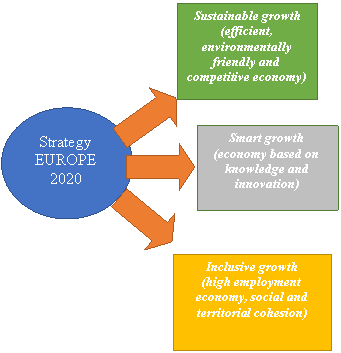 Sustainable growth
(efficient,
environmentally
friendly and
competitive economy)
Strategy
EUROPE
2020
Smart growth
(economy based on
knowledge and
innovation)
Inclusive growth
(high employment
economy, social and
territorial cohesion)